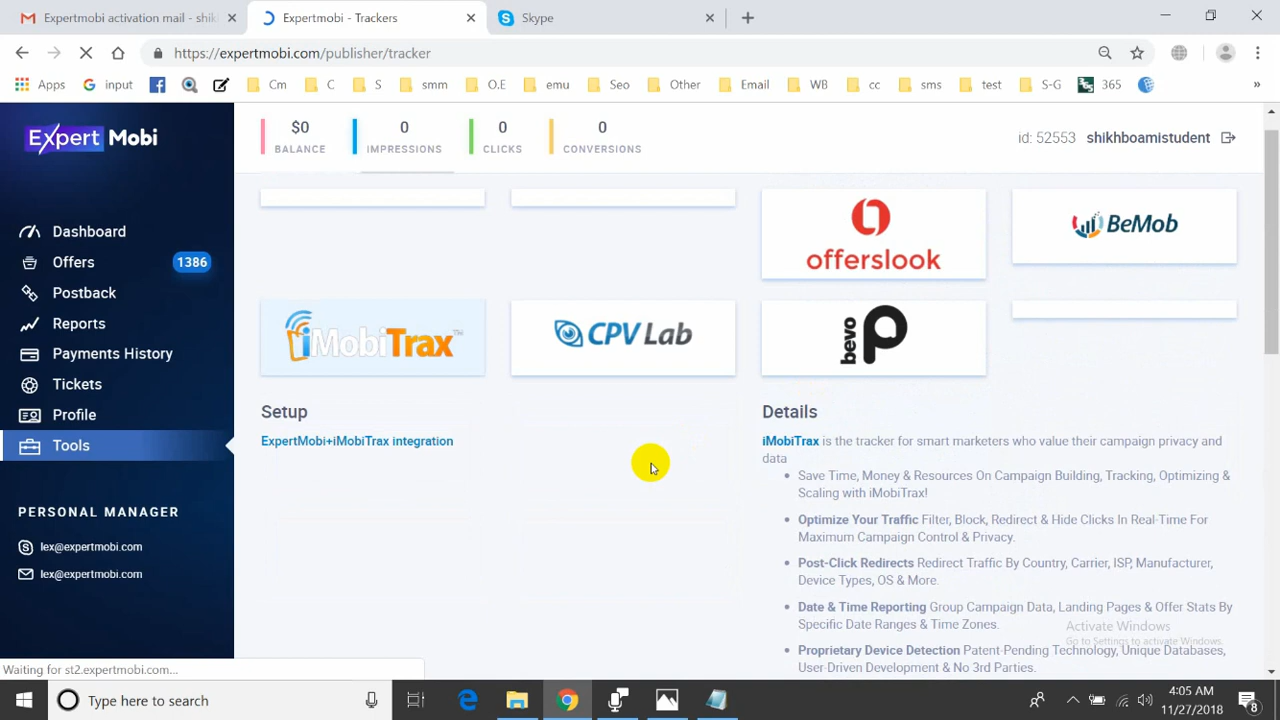 Expertmobi activation mail - shik
Expertmobi - Trackers
Skype
https://expertmobi.com/publisher/tracker
Apps
input
Cm
C
S
smm
O.E
emu
Seo
Other
Email
WB
cc
sms
test
S-G
365
Expert Mobi
$0
BALANCE
0
IMPRESSIONS
0
CLICKS
0
CONVERSIONS
id: 52553 shikhboamistudent
Dashboard
Offers 1386
Postback
Reports
Payments History
Tickets
Profile
Tools
PERSONAL MANAGER
lex@expertmobi.com
lex@expertmobi.com
offerslook
BeMob
iMobiTrax™
CPV Lab
bevo
Setup
ExpertMobi+iMobiTrax integration
Details
iMobiTrax is the tracker for smart marketers who value their campaign privacy and
data
Save Time, Money & Resources On Campaign Building, Tracking, Optimizing &
Scaling with iMobiTrax!
Optimize Your Traffic Filter, Block, Redirect & Hide Clicks In Real-Time For
Maximum Campaign Control & Privacy.
Post-Click Redirects Redirect Traffic By Country, Carrier, ISP, Manufacturer,
Device Types, OS & More.
Date & Time Reporting Group Campaign Data, Landing Pages & Offer Stats By
Specific Date Ranges & Time Zones.
Proprietary Device Detection Patent-Pending Technology, Unique Databases,
User-Driven Development & No 3rd Parties.
Activate Windows
Go to Settings to activate Windows.
Waiting for st2.expertmobi.com...
Type here to search
4:05 AM
11/27/2018
8